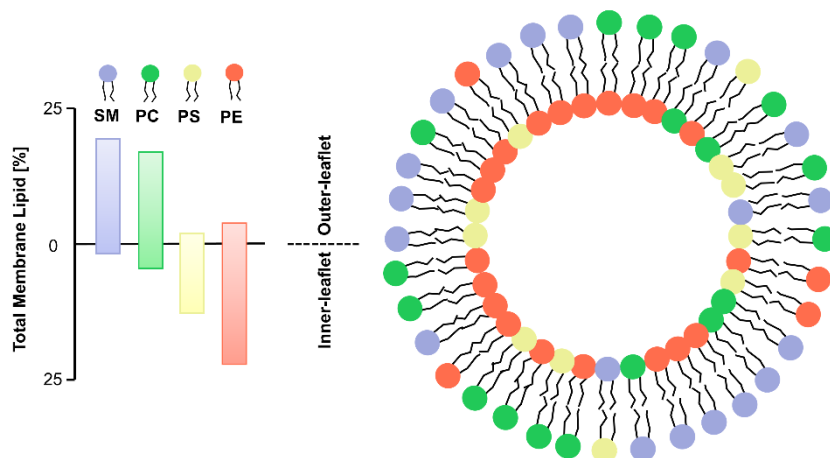 SM PC PS PE
25
0
25
Total Membrane Lipid [%]
Outer-leaflet
Inner-leaflet